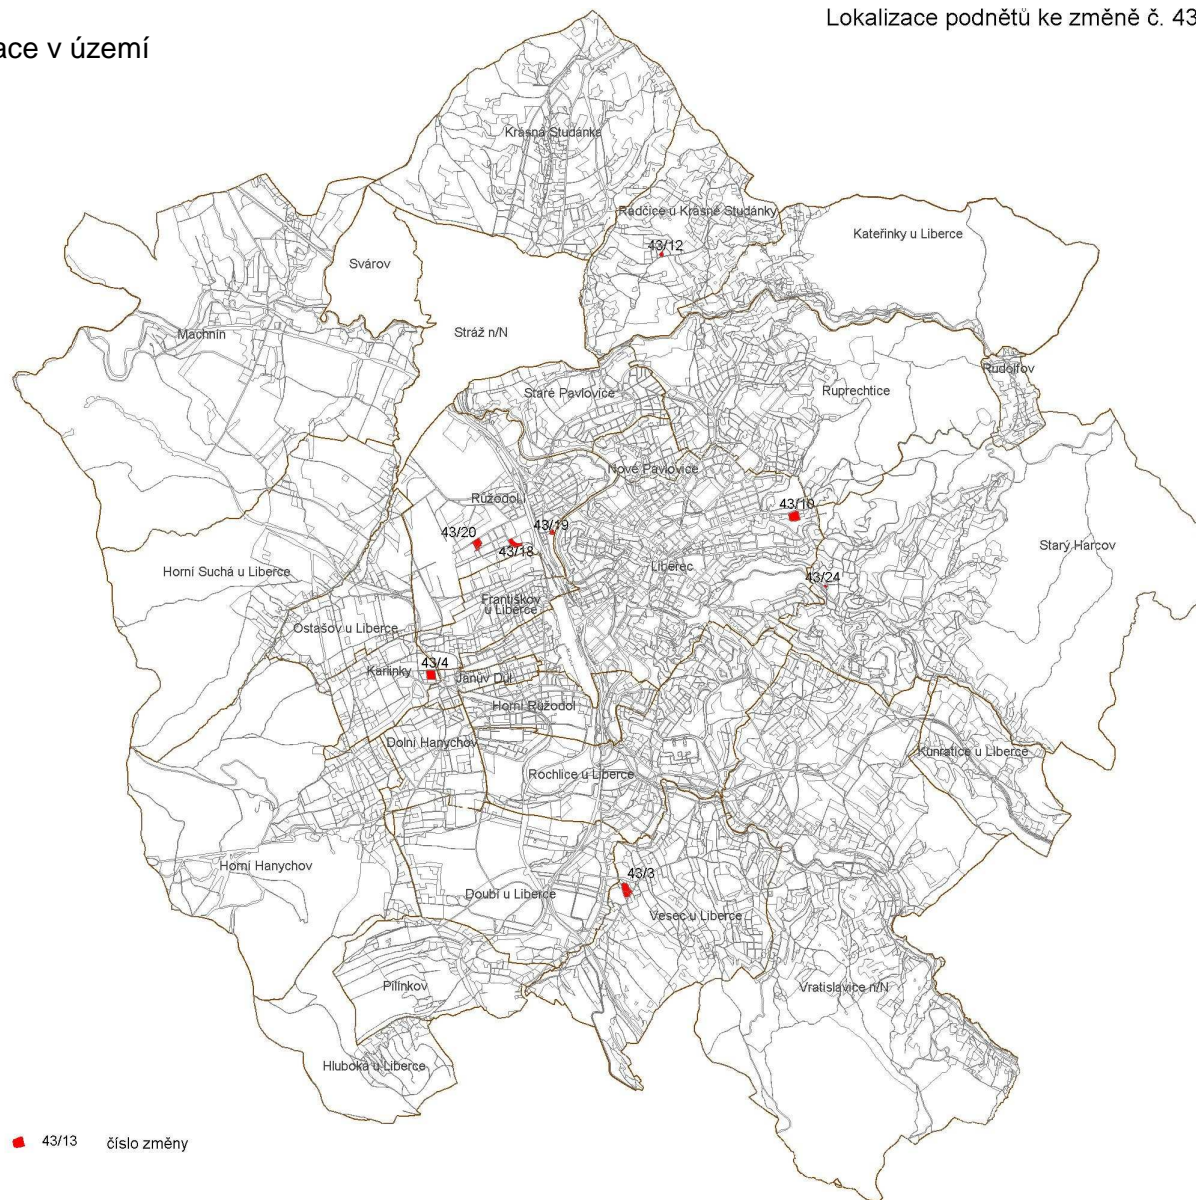 Lokalizace podnětů ke změně č. 43
ace v území
Krásná Studánka
Radčice u Krásné Studánky
Kateřinky u Liberce
43/12
Svárov
Stráž n/N
Machnín
Rudolfov
Staré Pavlovice
Ruprechtice
Nové Pavlovice
Růžodol I
43/10
43/19
43/20
43/18
Starý Harcov
Liberec
Horní Suchá u Liberce
43/24
Františkov
u Liberce
Ostašov u Liberce
43/4
Karlinky
Janův Důl
Horní Růžodol
Dolní Hanychov
Kunratice u Liberce
Rochlice u Liberce
Horní Hanychov
43/3
Doubí u Liberce
Vesec u Liberce
Pilínkov
Vratislavice n/N
Hluboká u Liberce
43/13 číslo změny